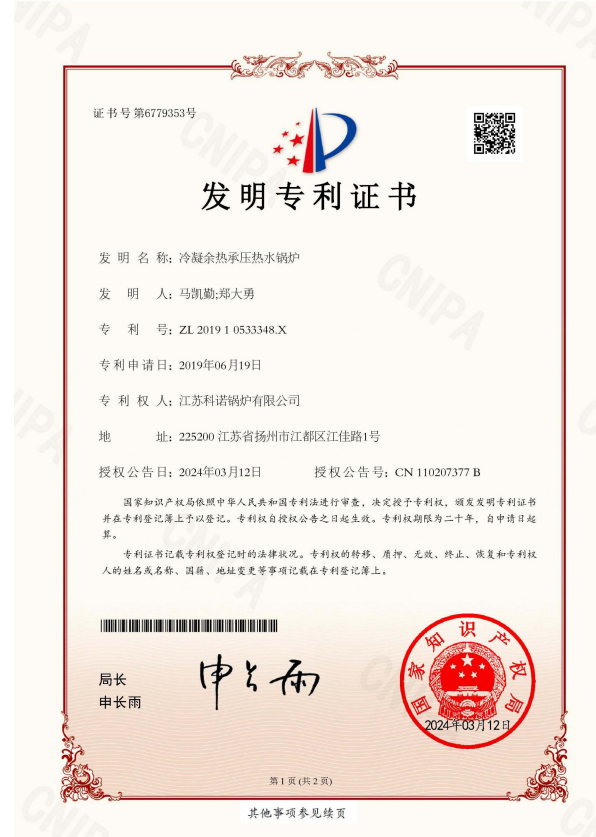 证书号第6779353号
发明专利证书
发明名称：冷凝余热承压热水锅炉
发明人：马凯勤;郑大勇
专利号：ZL 2019 1 0533348.X
专利申请日：2019年06月19日
专利权人：江苏科诺锅炉有限公司
地址：225200 江苏省扬州市江都区江佳路1号
授权公告日：2024年03月12日 授权公告号：CN 110207377 B
国家知识产权局依照中华人民共和国专利法进行审查，决定授予专利权，颁发发明专利证书
并在专利登记簿上予以登记。专利权自授权公告之日起生效。专利权期限为二十年，自申请日起
算。
专利证书记载专利权登记时的法律状况。专利权的转移、质押、无效、终止、恢复和专利权
人的姓名或名称、国籍、地址变更等事项记载在专利登记簿上。
局长
申长雨
申长雨
国家知识产权局
2024年03月12日
第1页(共2页)
其他事项参见续页
CNIPA
CNIPA
CNIPA